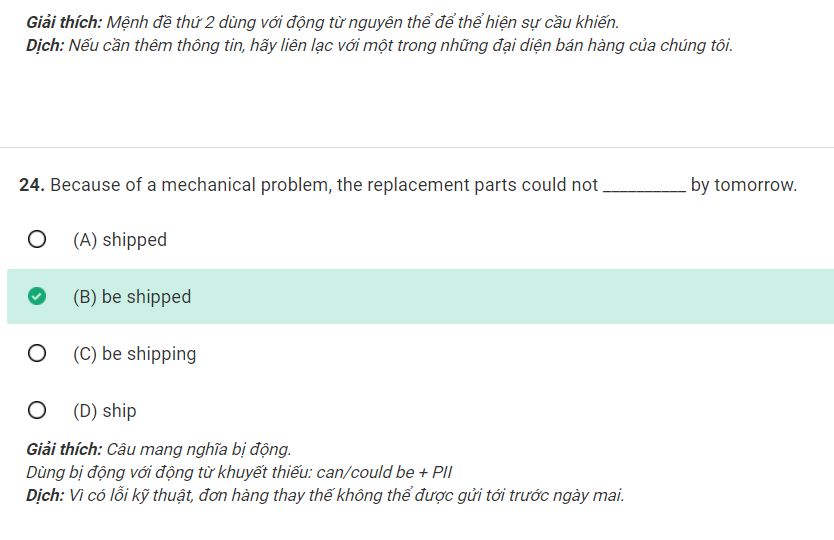 Giải thích: Mệnh đề thứ 2 dùng với động từ nguyên thể để thể hiện sự cầu khiến.
Dịch: Nếu cần thêm thông tin, hãy liên lạc với một trong những đại diện bán hàng của chúng tôi.
24. Because of a mechanical problem, the replacement parts could not __________ by tomorrow.
(A) shipped
(B) be shipped
(C) be shipping
(D) ship
Giải thích: Câu mang nghĩa bị động.
Dùng bị động với động từ khuyết thiếu: can/could be + PII
Dịch: Vì có lỗi kỹ thuật, đơn hàng thay thế không thể được gửi tới trước ngày mai.